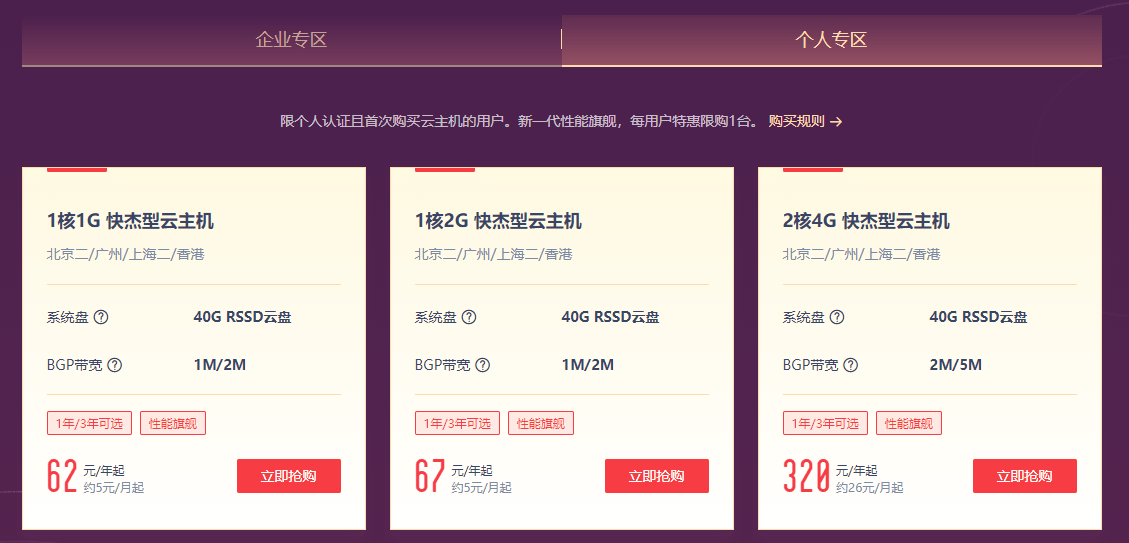 企业专区
个人专区
限个人认证且首次购买云主机的用户。新一代性能旗舰，每用户特惠限购1台。 购买规则 →
1核1G 快杰型云主机
北京二/广州/上海二/香港
系统盘 ? 40G RSSD云盘
BGP带宽 ? 1M/2M
1年/3年可选 性能旗舰
62 元/年起
约5元/月起
立即抢购
1核2G 快杰型云主机
北京二/广州/上海二/香港
系统盘 ? 40G RSSD云盘
BGP带宽 ? 1M/2M
1年/3年可选 性能旗舰
67 元/年起
约5元/月起
立即抢购
2核4G 快杰型云主机
北京二/广州/上海二/香港
系统盘 ? 40G RSSD云盘
BGP带宽 ? 2M/5M
1年/3年可选 性能旗舰
320 元/年起
约26元/月起
立即抢购